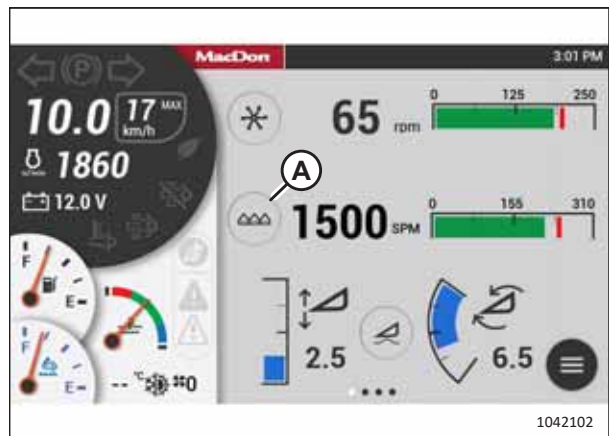 MacDon
3:01 PM
P
10.0 17 MAX km/h
1860
12.0 V
65 rpm
0 125 250
A
1500 SPM
0 155 310
F
E
F
E
-- °C 0
2.5
6.5
1042102